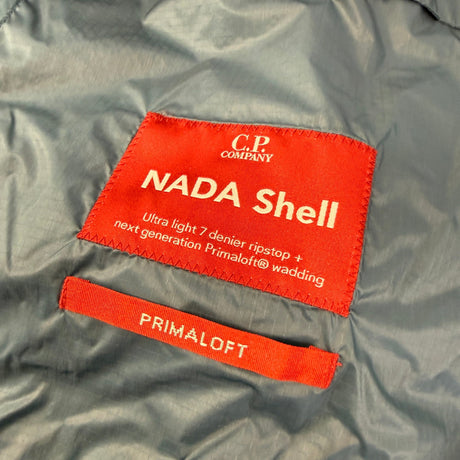 C.P.
COMPANY
NADA Shell
Ultra light 7 denier ripstop +
next generation Primaloft® wadding
PRIMALOFT